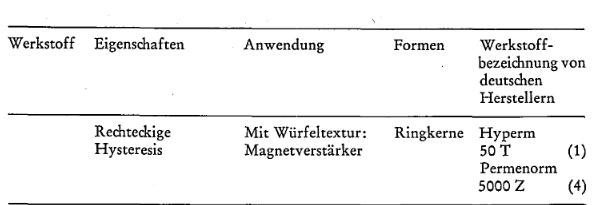 Werkstoff Eigenschaften Anwendung Formen Werkstoff-
bezeichnung von
deutschen
Herstellern
Rechteckige Mit Würfeltextur: Ringkerne Hyperm
Hysteresis Magnetverstärker 50 T (1)
Permenorm
5000 Z (4)